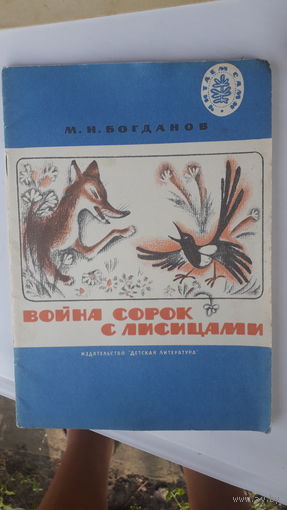 ЧИТАЕМ САМИ
М. Н. БОГДАНОВ
ВОЙНА СОРОК
С ЛИСИЦАМИ
ИЗДАТЕЛЬСТВО "ДЕТСКАЯ ЛИТЕРАТУРА"